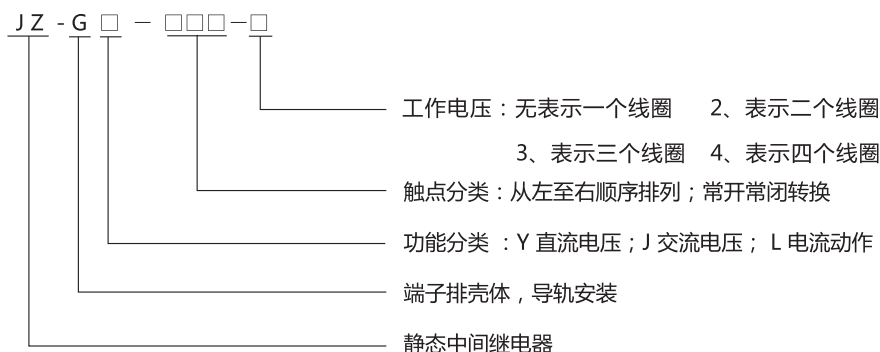 JZ-G□－□□□－□
工作电压：无表示一个线圈 2、表示二个线圈
3、表示三个线圈 4、表示四个线圈
触点分类：从左至右顺序排列；常开常闭转换
功能分类 ：Y 直流电压；J 交流电压； L 电流动作
端子排壳体，导轨安装
静态中间继电器